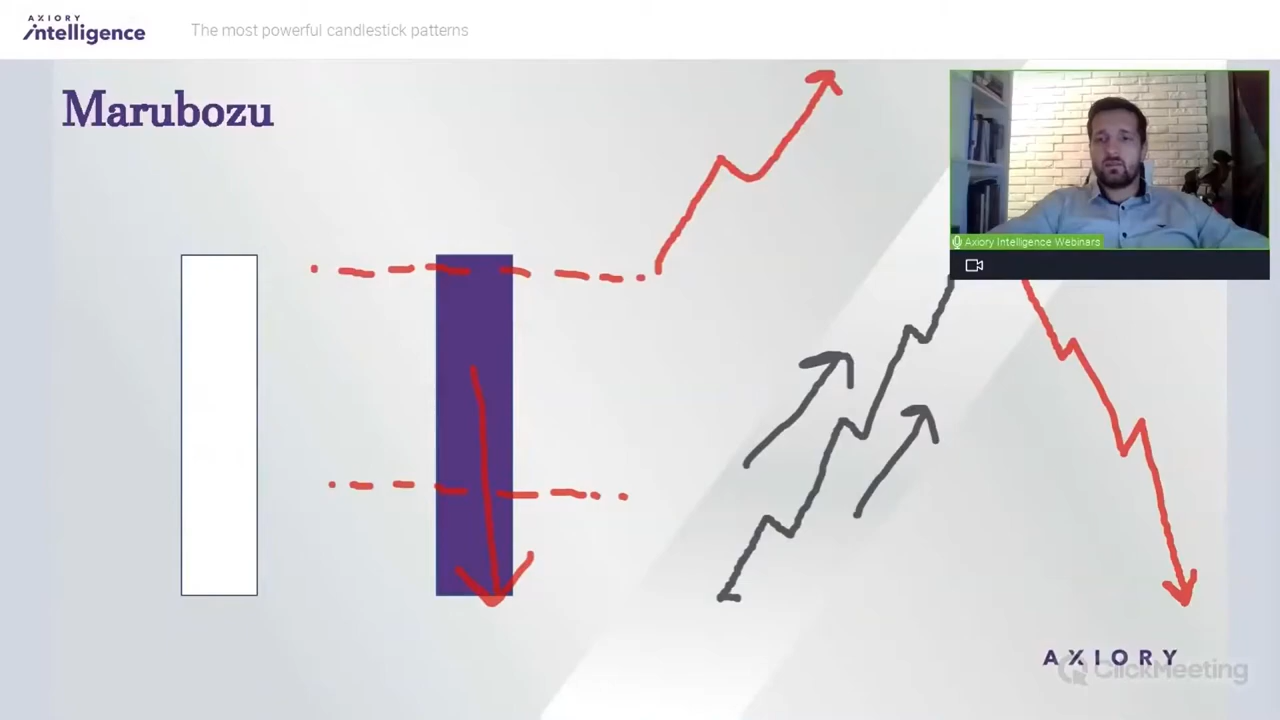 AXIORY
intelligence
The most powerful candlestick patterns
Marubozu
Axiory Intelligence Webinars
AXIORY
ClickMeeting